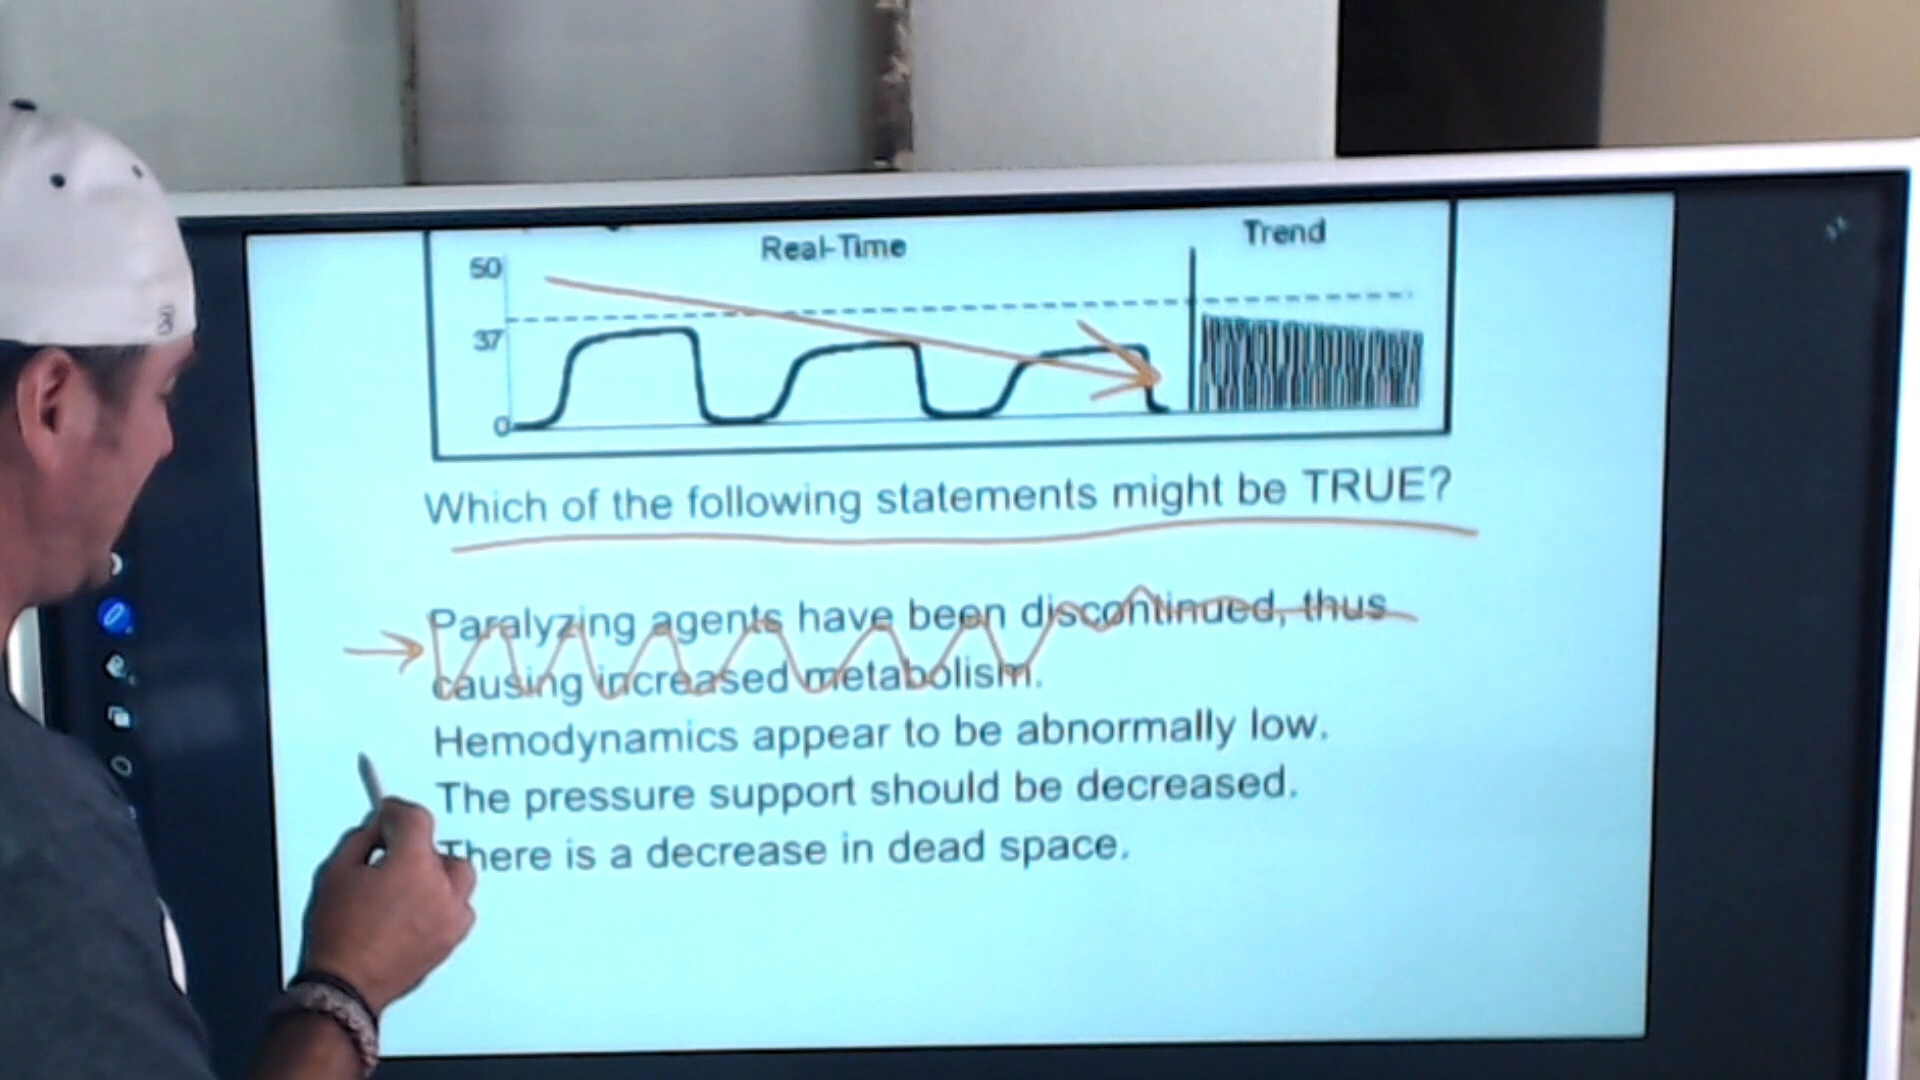 Real-Time
Trend
50
37
0
Which of the following statements might be TRUE?
Paralyzing agents have been discontinued, thus
causing increased metabolism.
Hemodynamics appear to be abnormally low.
The pressure support should be decreased.
There is a decrease in dead space.